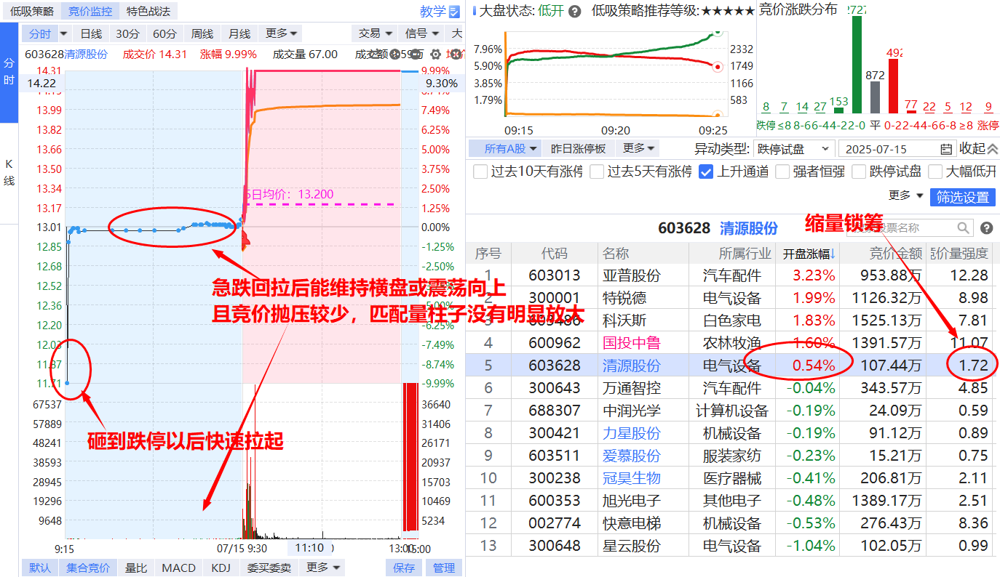 低吸策略 竞价监控 特色战法 教学
分时 日线 30分 60分 周线 月线 更多 交易 信号 大
603628清源股份 成交价 14.31 涨幅 9.99% 成交量 67.00 成交额 9.59万
分时
K线
14.31
14.22
14.15
13.99
13.82
13.66
13.50
13.34
13.17
13.01
12.85
12.68
12.52
12.36
12.20
12.03
11.87
11.71
67537
57889
48241
38593
28945
19296
9648
9.99%
9.30%
8.74%
7.49%
6.25%
5.00%
3.75%
2.50%
1.25%
0.00%
-1.25%
-2.50%
-5.00%
-6.25%
-7.49%
-8.74%
-9.99%
36640
31406
26171
20937
15703
10469
5234
5日均价：13.200
急跌回拉后能维持横盘或震荡向上
且竞价抛压较少，匹配量柱子没有明显放大
砸到跌停以后快速拉起
9:15 07/15 9:30 11:10 13:00 15:00
默认 集合竞价 量比 MACD KDJ 委买委卖 更多 保存 管理
大盘状态: 低开 低吸策略推荐等级:★★★★★
7.96%
5.90%
3.85%
1.79%
2332
1749
1166
583
09:15 09:20 09:25
竞价涨跌分布
8 7 14 27 153 2727 872 492 77 22 5 12 9
跌停 ≤8 8-6 6-4 4-2 2-0 平 0-2 2-4 4-6 6-8 ≥8 涨停
所有A股 昨日涨停板 更多 异动类型: 跌停试盘 2025-07-15 收起
过去10天有涨停 过去5天有涨停 上升通道 强者恒强 跌停试盘 大幅低开
更多 筛选设置
603628 清源股份
缩量锁筹
股票名称
序号 代码 名称 所属行业 开盘涨幅↓ 竞价金额 竞价量强度
1 603013 亚普股份 汽车配件 3.23% 953.88万 12.28
2 300001 特锐德 电气设备 1.99% 1126.32万 8.98
3 603486 科沃斯 白色家电 1.83% 1525.13万 7.81
4 600962 国投中鲁 农林牧渔 1.60% 1391.57万 11.07
5 603628 清源股份 电气设备 0.54% 107.44万 1.72
6 300643 万通智控 汽车配件 -0.04% 343.57万 4.85
7 688307 中润光学 计算机设备 -0.19% 24.09万 0.59
8 300421 力星股份 机械设备 -0.19% 91.12万 0.89
9 603511 爱慕股份 服装家纺 -0.23% 15.21万 0.75
10 300238 冠昊生物 医疗器械 -0.41% 206.81万 2.11
11 600353 旭光电子 其他电子 -0.48% 1389.17万 2.51
12 002774 快意电梯 机械设备 -0.53% 276.43万 8.36
13 300648 星云股份 电气设备 -1.04% 102.05万 0.99